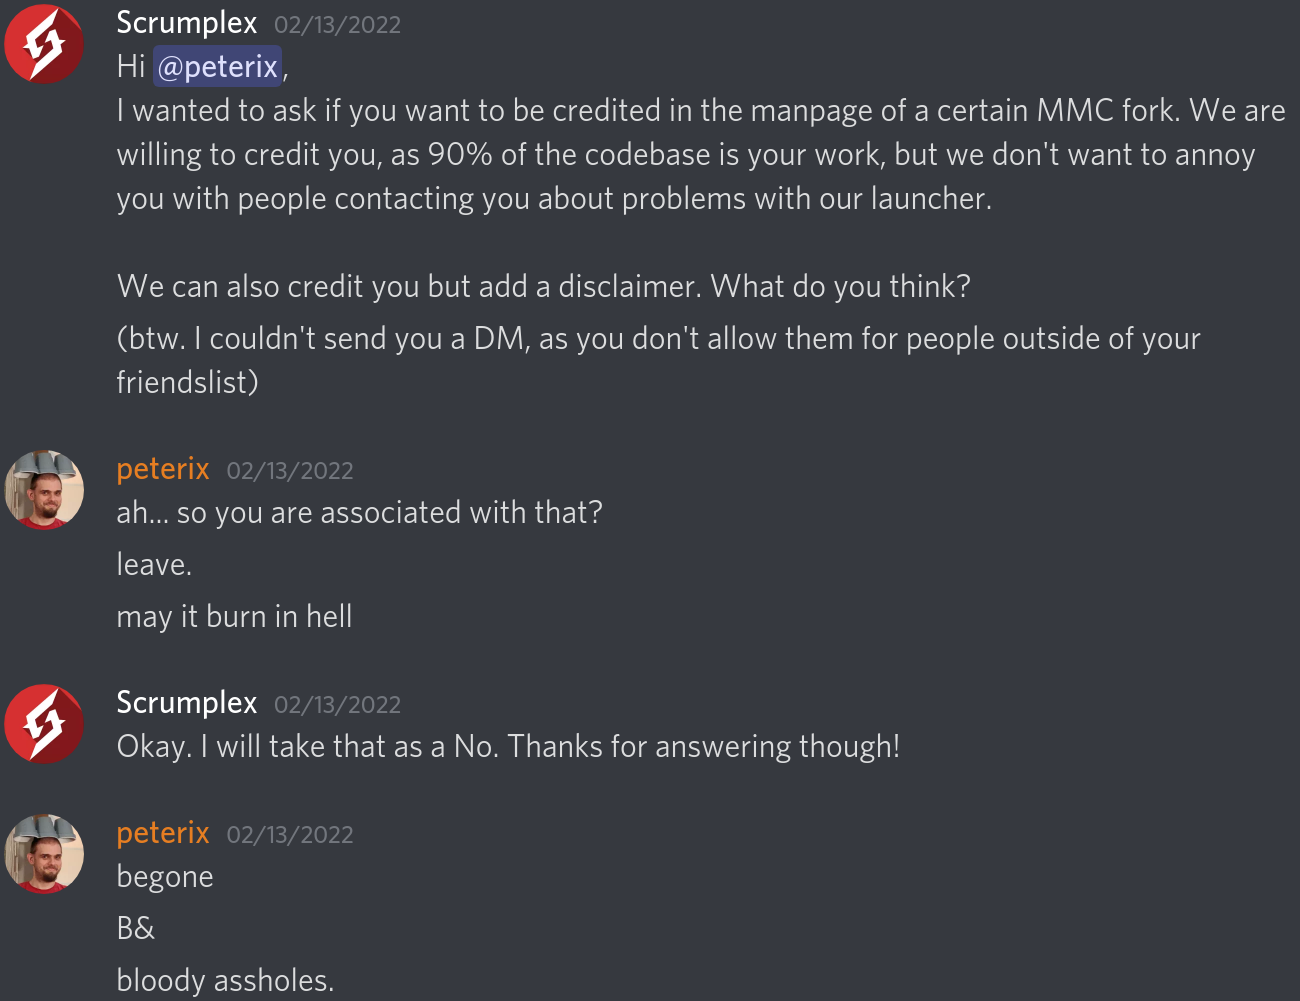 Scrumplex 02/13/2022
Hi @peterix,
I wanted to ask if you want to be credited in the manpage of a certain MMC fork. We are
willing to credit you, as 90% of the codebase is your work, but we don't want to annoy
you with people contacting you about problems with our launcher.
We can also credit you but add a disclaimer. What do you think?
(btw. I couldn't send you a DM, as you don't allow them for people outside of your
friendslist)
peterix 02/13/2022
ah... so you are associated with that?
leave.
may it burn in hell
Scrumplex 02/13/2022
Okay. I will take that as a No. Thanks for answering though!
peterix 02/13/2022
begone
B&
bloody assholes.